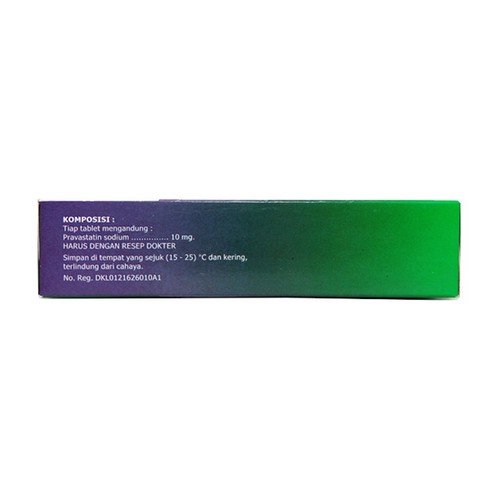 KOMPOSISI :
Tiap tablet mengandung :
Pravastatin sodium ............... 10 mg.
HARUS DENGAN RESEP DOKTER
Simpan di tempat yang sejuk (15 - 25) °C dan kering,
terlindung dari cahaya.
No. Reg. DKL0121626010A1